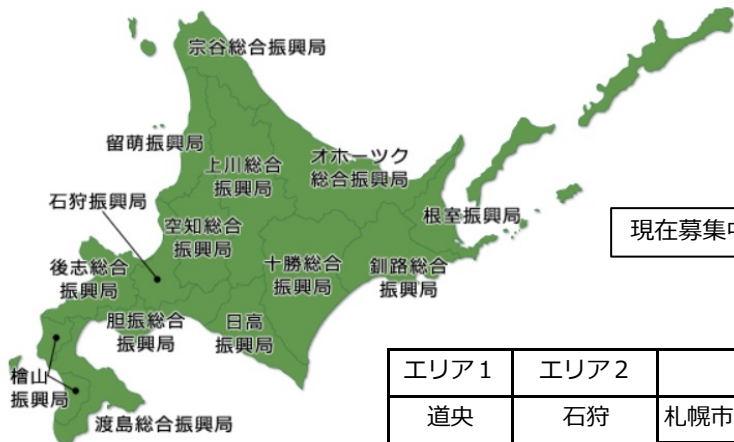 宗谷総合振興局
留萌振興局
上川総合
振興局
オホーツク
総合振興局
石狩振興局
空知総合
振興局
根室振興局
後志総合
振興局
十勝総合
振興局
釧路総合
振興局
胆振総合
振興局
日高
振興局
檜山
振興局
渡島総合振興局
現在募集中
エリア1
エリア2
道央
石狩
札幌市